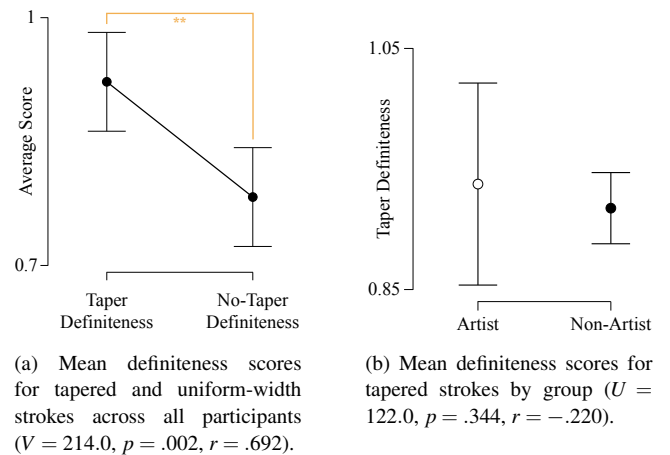 1
**
Average Score
0.7
Taper
Definiteness
No-Taper
Definiteness
(a) Mean definiteness scores
for tapered and uniform-width
strokes across all participants
(V = 214.0, p = .002, r = .692).
1.05
Taper Definiteness
0.85
Artist
Non-Artist
(b) Mean definiteness scores for
tapered strokes by group (U =
122.0, p = .344, r = −.220).